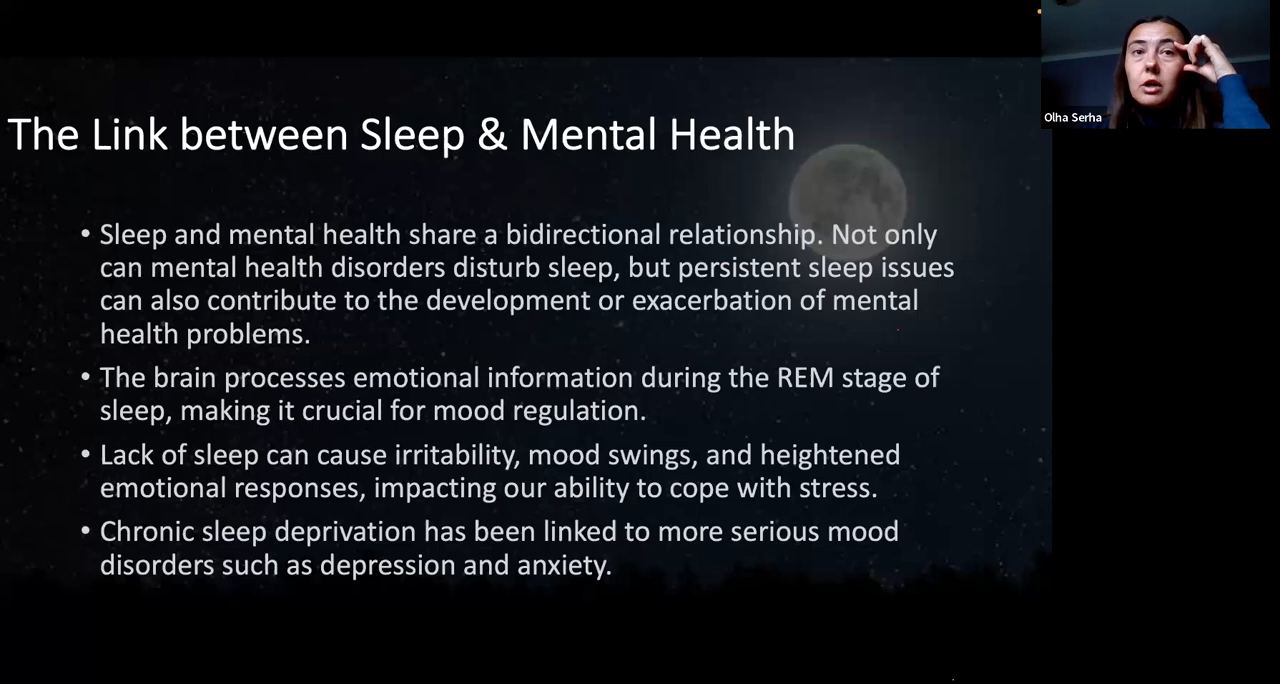 The Link between Sleep & Mental Health
Olha Serha
• Sleep and mental health share a bidirectional relationship. Not only
can mental health disorders disturb sleep, but persistent sleep issues
can also contribute to the development or exacerbation of mental
health problems.
• The brain processes emotional information during the REM stage of
sleep, making it crucial for mood regulation.
• Lack of sleep can cause irritability, mood swings, and heightened
emotional responses, impacting our ability to cope with stress.
• Chronic sleep deprivation has been linked to more serious mood
disorders such as depression and anxiety.